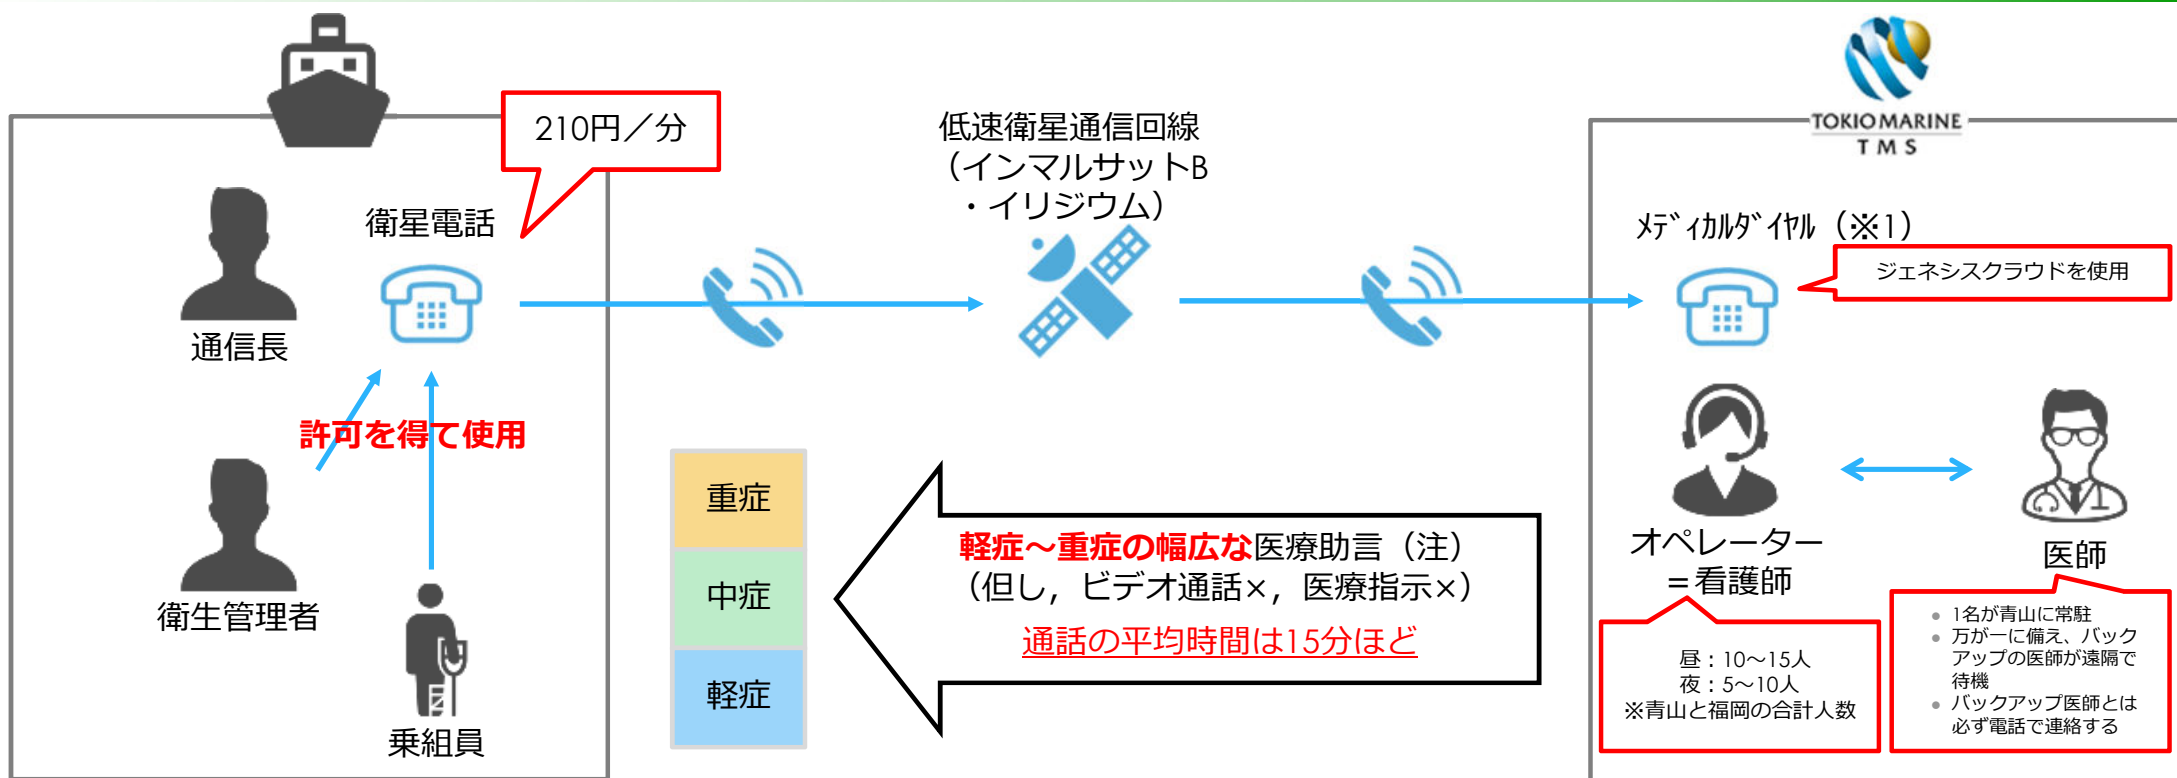 210円／分
衛星電話
通信長
許可を得て使用
衛生管理者
乗組員
低速衛星通信回線
（インマルサットB
・イリジウム）
重症
中症
軽症
軽症～重症の幅広な医療助言（注）
（但し，ビデオ通話×，医療指示×）
通話の平均時間は15分ほど
TOKIO MARINE
TMS
ﾒﾃﾞｨｶﾙﾀﾞｲﾔﾙ（※1）
ジェネシスクラウドを使用
オペレーター
＝看護師
医師
昼：10～15人
夜：5～10人
※青山と福岡の合計人数
• 1名が青山に常駐
• 万が一に備え、バック
アップの医師が遠隔で
待機
• バックアップ医師とは
必ず電話で連絡する